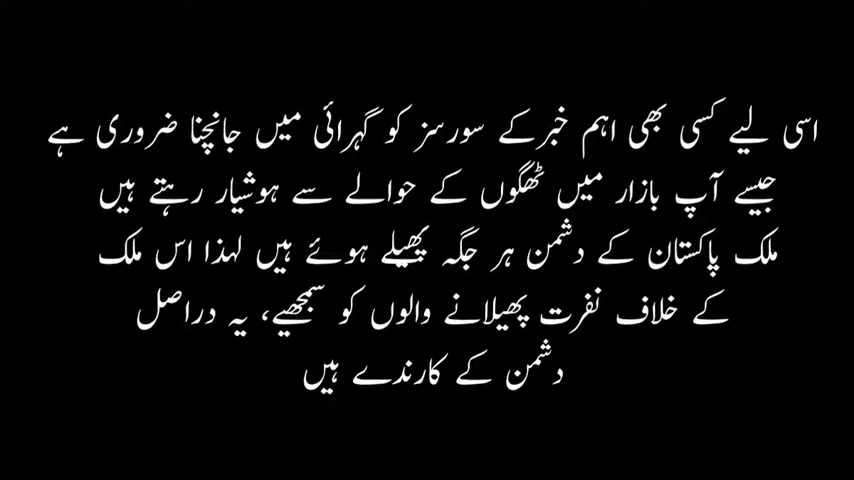 اسی لیے کسی بھی اہم خبر کے سورسز کو گہرائی میں جانچنا ضروری ہے
جیسے آپ بازار میں ٹھگوں کے حوالے سے ہوشیار رہتے ہیں
ملک پاکستان کے دشمن ہر جگہ پھیلے ہوئے ہیں لہذا اس ملک
کے خلاف نفرت پھیلانے والوں کو سمجھیے، یہ دراصل
دشمن کے کارندے ہیں